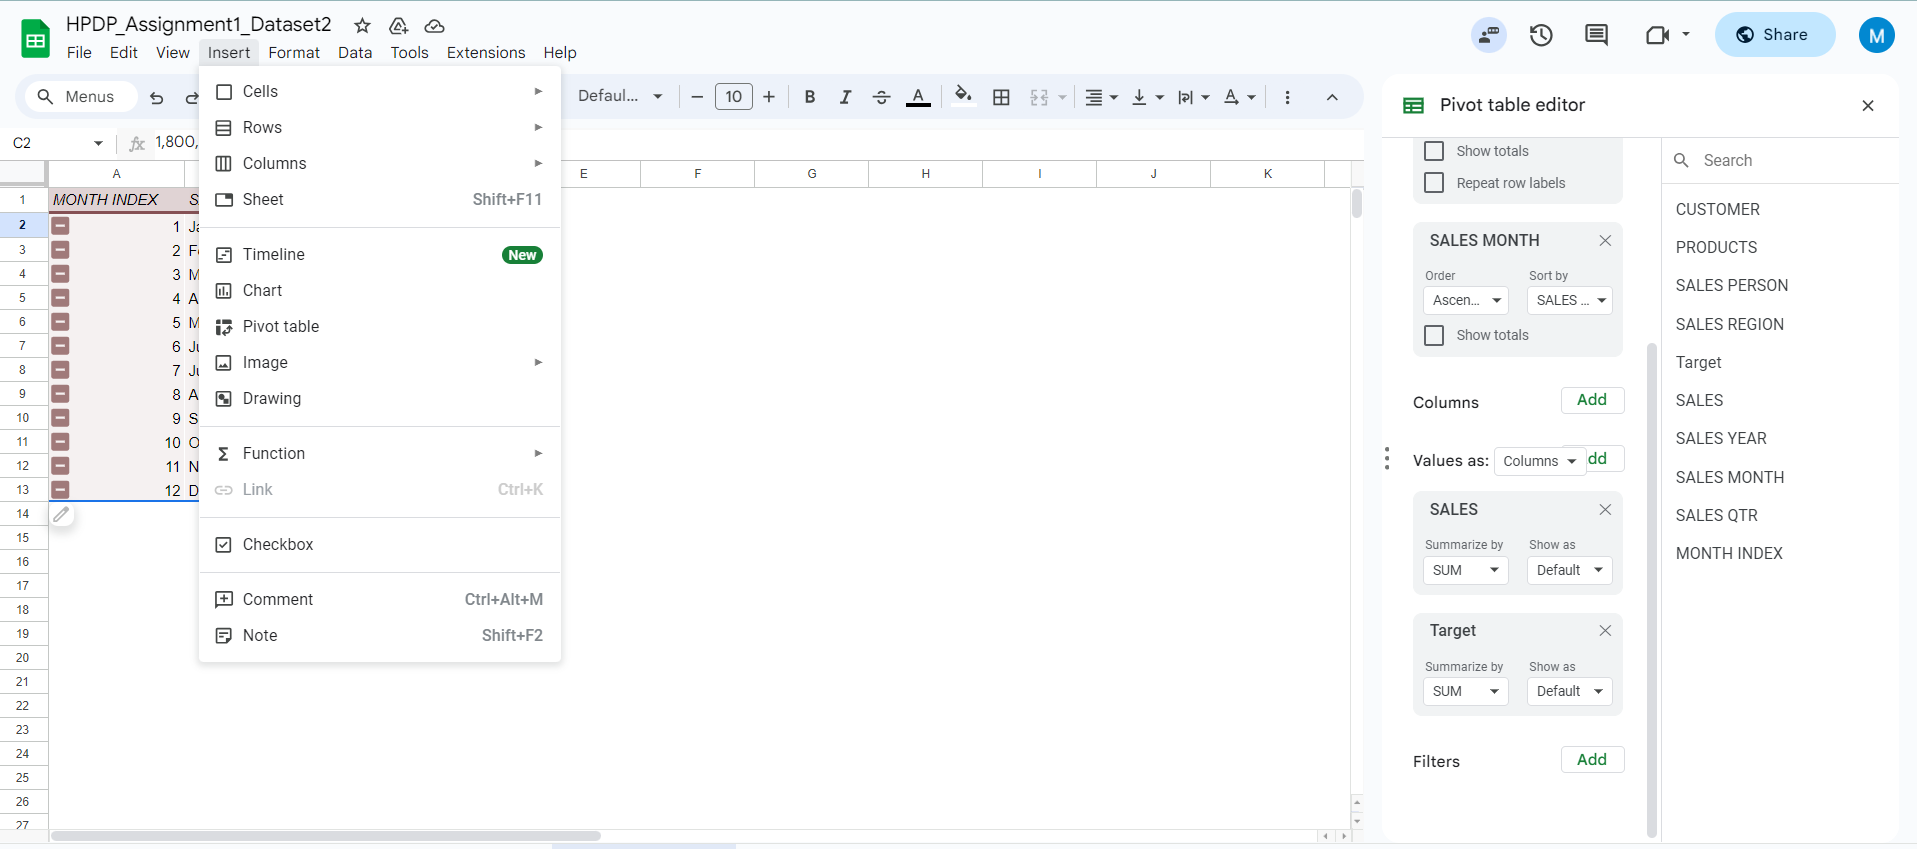 HPDP_Assignment1_Dataset2
File Edit View Insert Format Data Tools Extensions Help
Share
M
Menus
Defaul...
10
B I S A
C2
fx 1,800,
A E F G H I J K
1 MONTH INDEX
2 1
3 2
4 3
5 4
6 5
7 6
8 7
9 8
10 9
11 10
12 11
13 12
14
15
16
17
18
19
20
21
22
23
24
25
26
27
Cells
Rows
Columns
Sheet Shift+F11
Timeline New
Chart
Pivot table
Image
Drawing
Σ Function
Link Ctrl+K
Checkbox
Comment Ctrl+Alt+M
Note Shift+F2
Pivot table editor
Show totals
Repeat row labels
SALES MONTH
Order Sort by
Ascen... SALES ...
Show totals
Columns Add
Values as: Columns dd
SALES
Summarize by Show as
SUM Default
Target
Summarize by Show as
SUM Default
Filters Add
Search
CUSTOMER
PRODUCTS
SALES PERSON
SALES REGION
Target
SALES
SALES YEAR
SALES MONTH
SALES QTR
MONTH INDEX